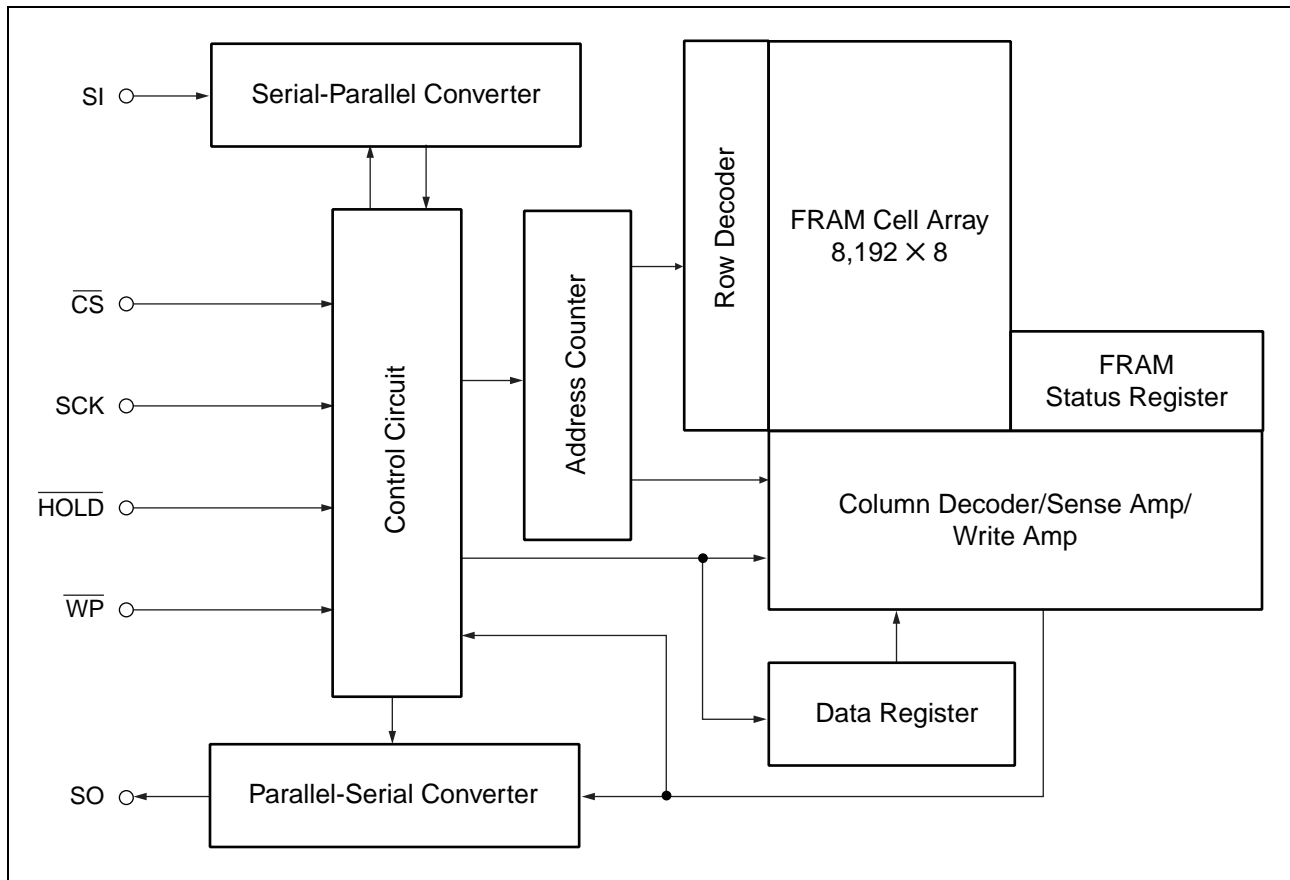 SI
Serial-Parallel Converter
Row Decoder
FRAM Cell Array
8,192 × 8
CS
Control Circuit
Address Counter
FRAM
Status Register
SCK
HOLD
Column Decoder/Sense Amp/
Write Amp
WP
Data Register
SO
Parallel-Serial Converter